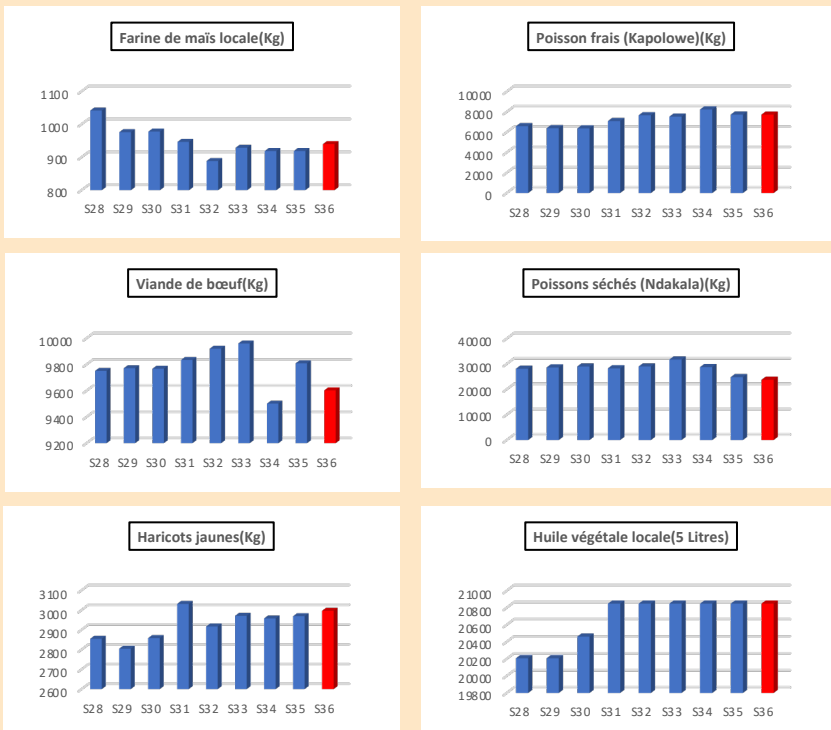 Farine de maïs locale(Kg)
1100
1000
900
800
S28 S29 S30 S31 S32 S33 S34 S35 S36
Poisson frais (Kapolowe)(Kg)
10000
8000
6000
4000
2000
0
S28 S29 S30 S31 S32 S33 S34 S35 S36
Viande de bœuf(Kg)
10000
9800
9600
9400
9200
S28 S29 S30 S31 S32 S33 S34 S35 S36
Poissons séchés (Ndakala)(Kg)
40000
30000
20000
10000
0
S28 S29 S30 S31 S32 S33 S34 S35 S36
Haricots jaunes(Kg)
3100
3000
2900
2800
2700
2600
S28 S29 S30 S31 S32 S33 S34 S35 S36
Huile végétale locale(5 Litres)
21000
20800
20600
20400
20200
20000
19800
S28 S29 S30 S31 S32 S33 S34 S35 S36